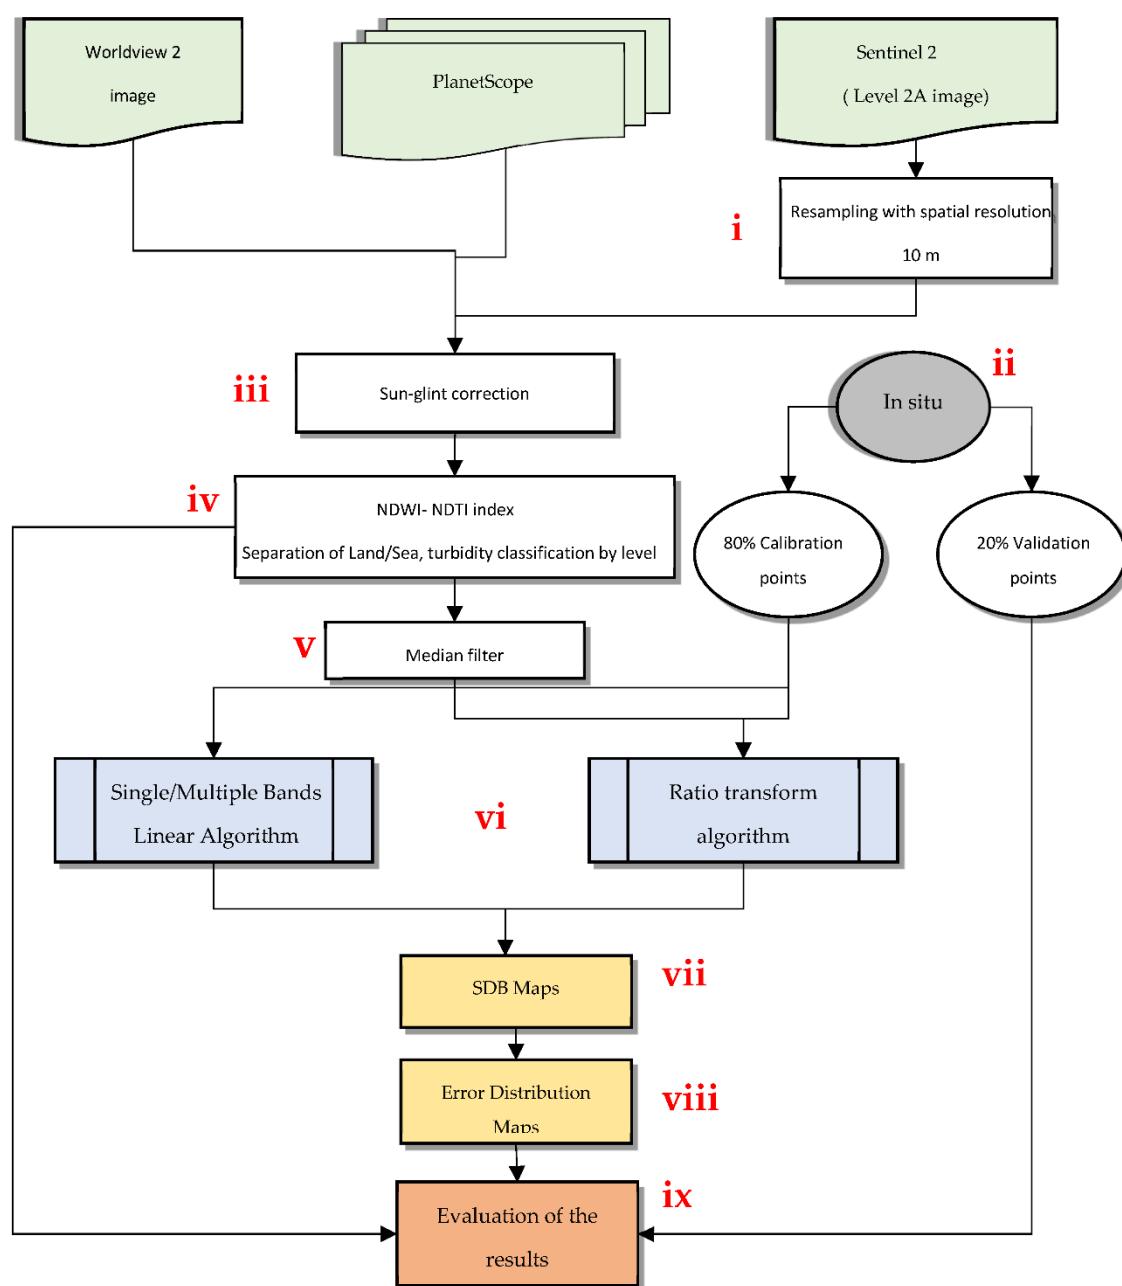 Worldview 2
image
PlanetScope
Sentinel 2
( Level 2A image)
i
Resampling with spatial resolution
10 m
iii
Sun-glint correction
ii
In situ
iv
NDWI- NDTI index
Separation of Land/Sea, turbidity classification by level
80% Calibration
points
20% Validation
points
v
Median filter
Single/Multiple Bands
Linear Algorithm
vi
Ratio transform
algorithm
SDB Maps
vii
Error Distribution
Maps
viii
Evaluation of the
results
ix